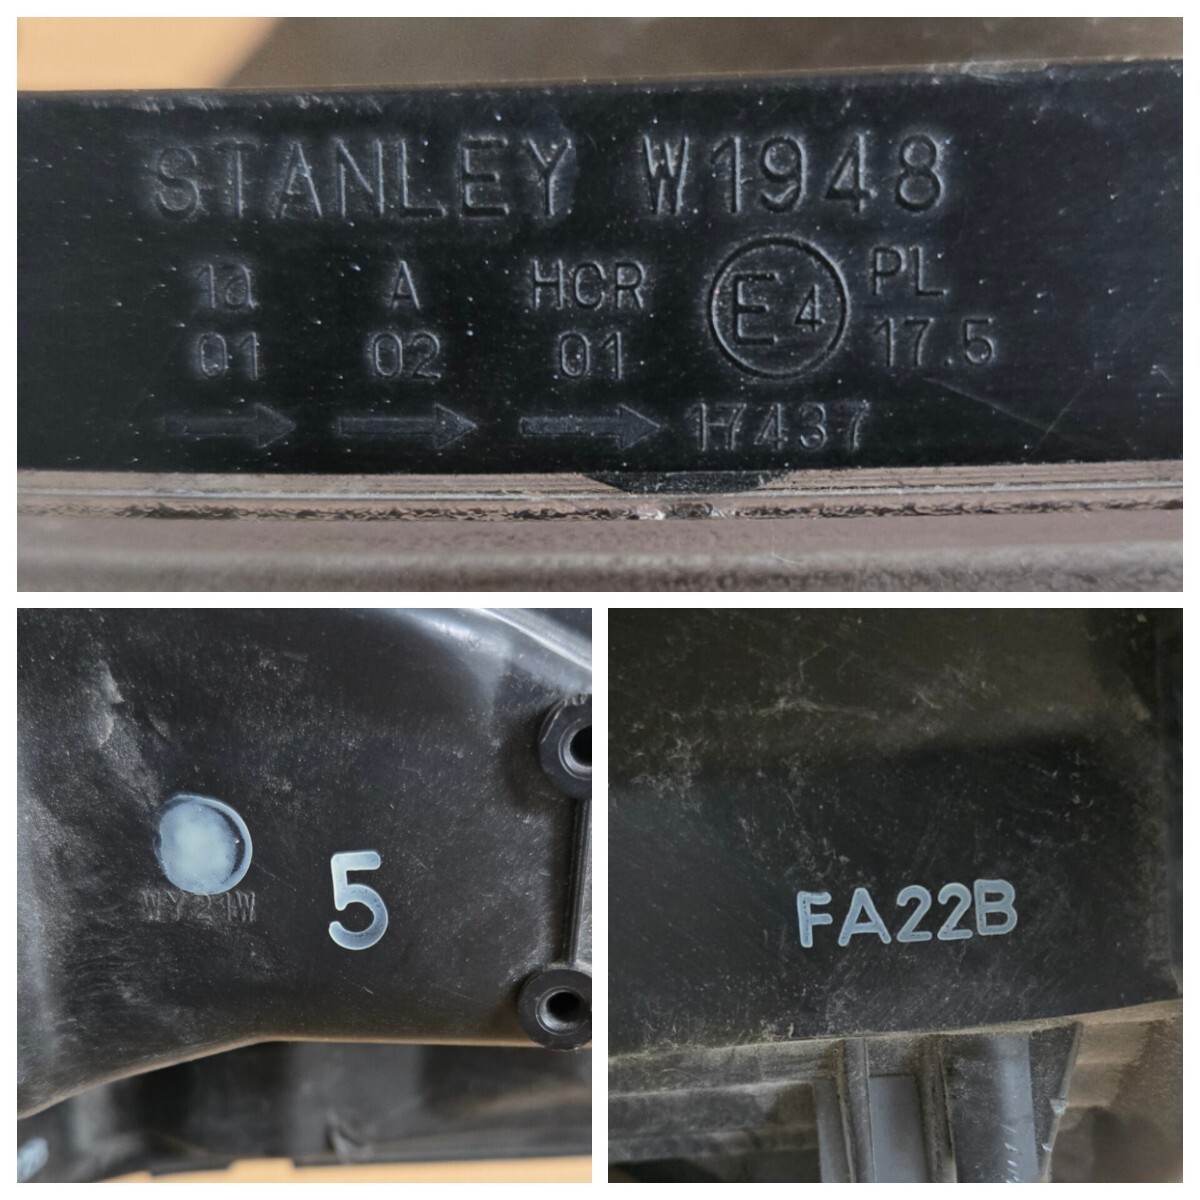 STANLEY W1948
1a A HCR E4 PL
01 02 01 17.5
17437
WY21W
5
FA22B